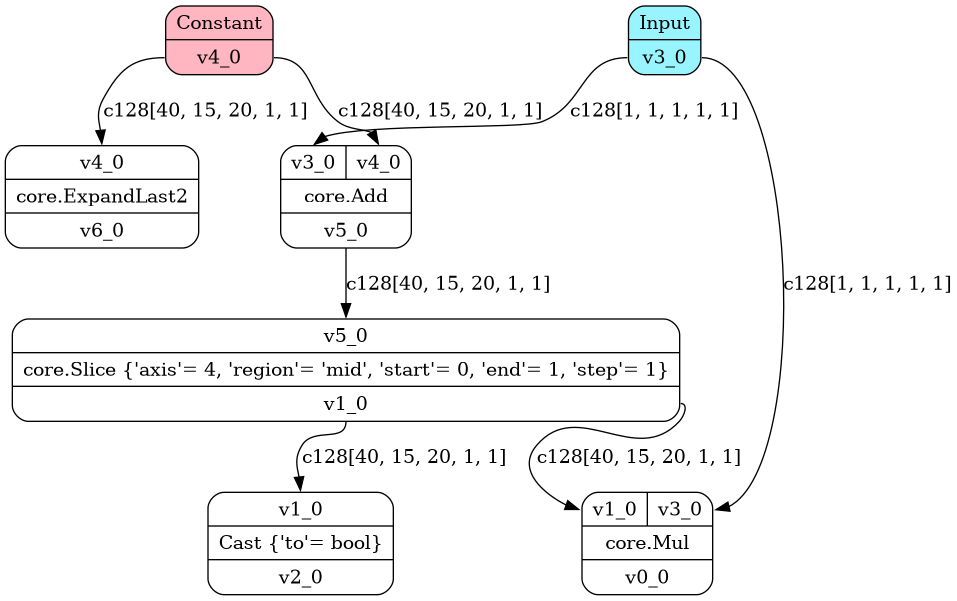 Constant
v4_0
Input
v3_0
c128[40, 15, 20, 1, 1]
c128[40, 15, 20, 1, 1]
c128[1, 1, 1, 1, 1]
v4_0
core.ExpandLast2
v6_0
v3_0
v4_0
core.Add
v5_0
c128[40, 15, 20, 1, 1]
c128[1, 1, 1, 1, 1]
v5_0
core.Slice {'axis'= 4, 'region'= 'mid', 'start'= 0, 'end'= 1, 'step'= 1}
v1_0
c128[40, 15, 20, 1, 1]
c128[40, 15, 20, 1, 1]
v1_0
Cast {'to'= bool}
v2_0
v1_0
v3_0
core.Mul
v0_0